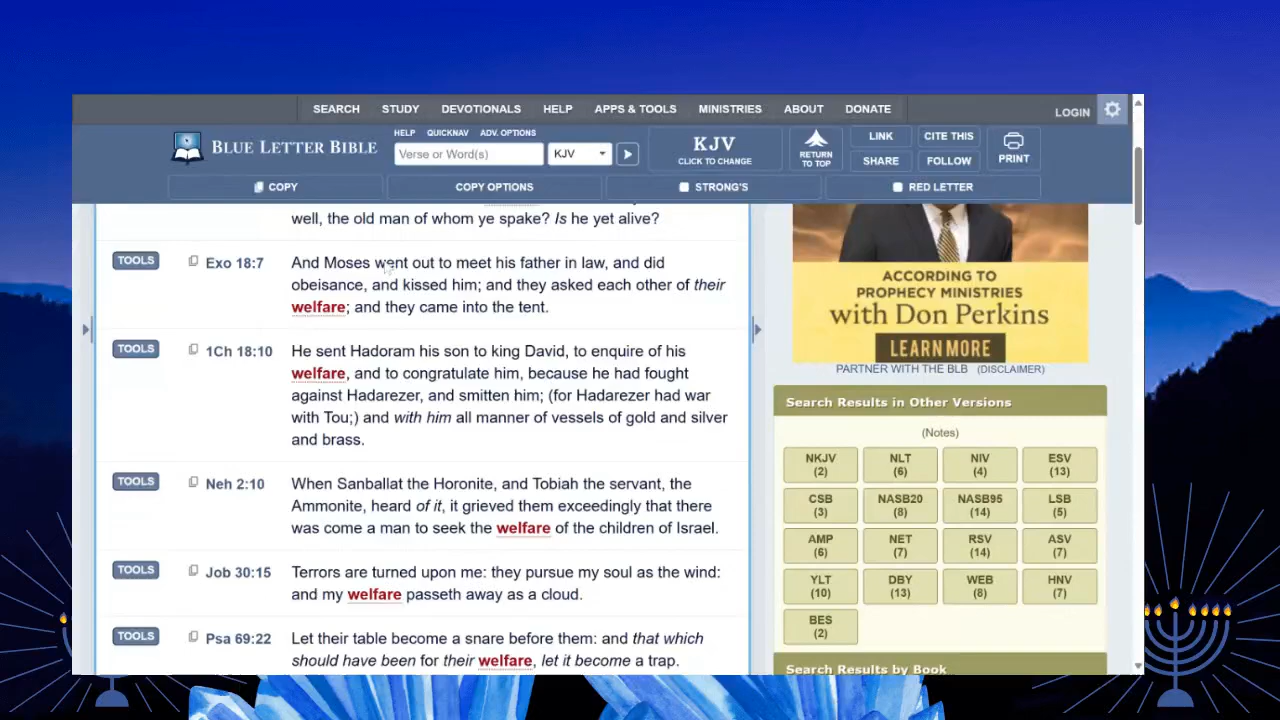 SEARCH STUDY DEVOTIONALS HELP APPS & TOOLS MINISTRIES ABOUT DONATE
LOGIN
BLUE LETTER BIBLE
HELP QUICKNAV ADV. OPTIONS
Verse or Word(s) KJV
KJV
CLICK TO CHANGE
RETURN
TO TOP
LINK CITE THIS
SHARE FOLLOW
PRINT
COPY COPY OPTIONS STRONG'S RED LETTER
well, the old man of whom ye spake? Is he yet alive?
TOOLS Exo 18:7 And Moses went out to meet his father in law, and did
obeisance, and kissed him; and they asked each other of their
welfare; and they came into the tent.
TOOLS 1Ch 18:10 He sent Hadoram his son to king David, to enquire of his
welfare, and to congratulate him, because he had fought
against Hadarezer, and smitten him; (for Hadarezer had war
with Tou;) and with him all manner of vessels of gold and silver
and brass.
TOOLS Neh 2:10 When Sanballat the Horonite, and Tobiah the servant, the
Ammonite, heard of it, it grieved them exceedingly that there
was come a man to seek the welfare of the children of Israel.
TOOLS Job 30:15 Terrors are turned upon me: they pursue my soul as the wind:
and my welfare passeth away as a cloud.
TOOLS Psa 69:22 Let their table become a snare before them: and that which
should have been for their welfare, let it become a trap.
ACCORDING TO
PROPHECY MINISTRIES
with Don Perkins
LEARN MORE
PARTNER WITH THE BLB (DISCLAIMER)
Search Results in Other Versions
(Notes)
NKJV NLT NIV ESV
(2) (6) (4) (13)
CSB NASB20 NASB95 LSB
(3) (8) (14) (5)
AMP NET RSV ASV
(6) (7) (14) (7)
YLT DBY WEB HNV
(10) (13) (8) (7)
BES
(2)
Search Results by Book